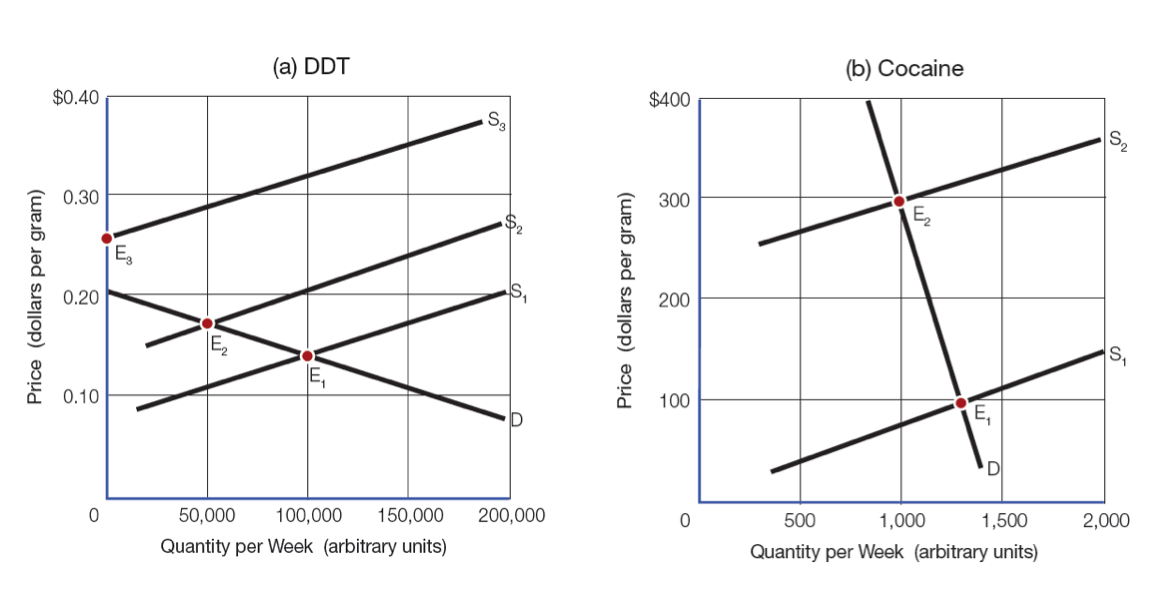 (a) DDT
$0.40
0.30
0.20
0.10
0
50,000
100,000
150,000
200,000
S3
S2
S1
E3
E2
E1
D
Price (dollars per gram)
Quantity per Week (arbitrary units)
(b) Cocaine
$400
300
200
100
0
500
1,000
1,500
2,000
S2
E2
S1
E1
D
Price (dollars per gram)
Quantity per Week (arbitrary units)